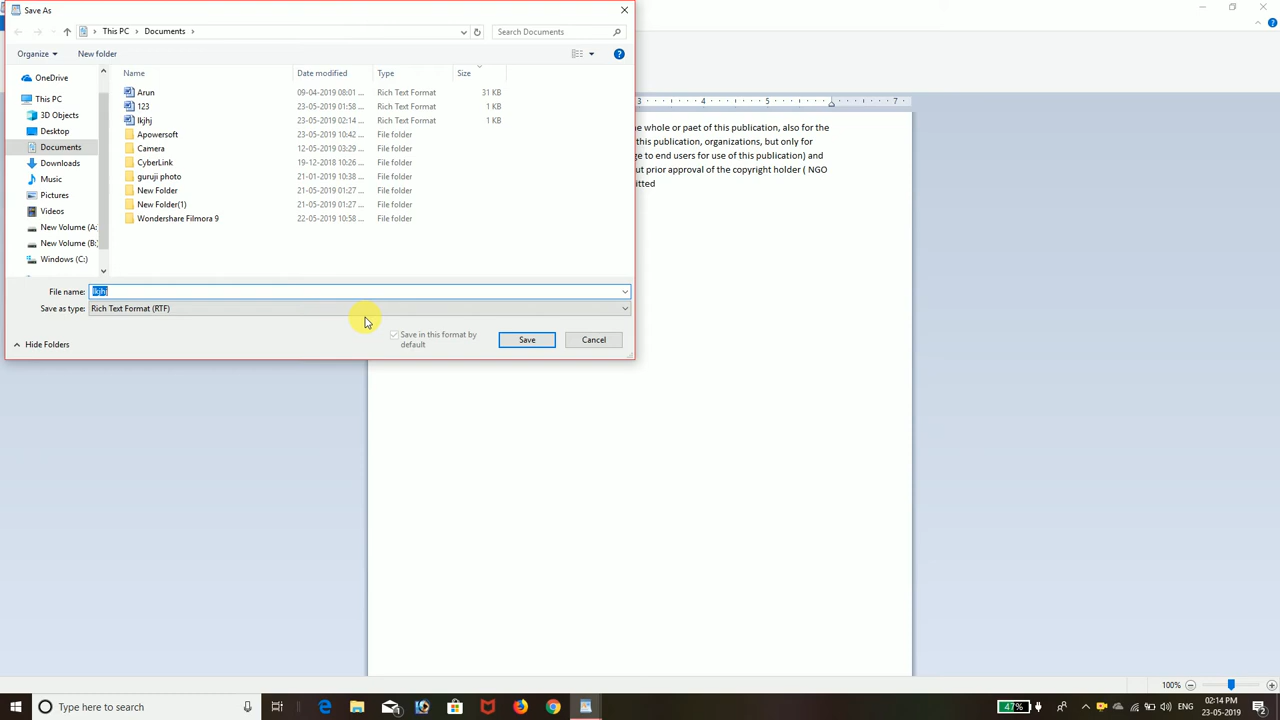 Save As
This PC > Documents >
Search Documents
Organize
New folder
Name Date modified Type Size
OneDrive
This PC
3D Objects
Desktop
Documents
Downloads
Music
Pictures
Videos
New Volume (A:
New Volume (B:
Windows (C:)
Arun 09-04-2019 08:01 ... Rich Text Format 31 KB
123 23-05-2019 01:58 ... Rich Text Format 1 KB
lkjhj 23-05-2019 02:14 ... Rich Text Format 1 KB
Apowersoft 23-05-2019 10:42 ... File folder
Camera 12-05-2019 03:29 ... File folder
CyberLink 19-12-2018 10:26 ... File folder
guruji photo 21-01-2019 10:38 ... File folder
New Folder 21-05-2019 01:27 ... File folder
New Folder(1) 21-05-2019 01:27 ... File folder
Wondershare Filmora 9 22-05-2019 10:58 ... File folder
File name: lkjhj
Save as type: Rich Text Format (RTF)
Save in this format by
default
Save
Cancel
Hide Folders
3 4 5 6 7
e whole or paet of this publication, also for the
this publication, organizations, but only for
ge to end users for use of this publication) and
ut prior approval of the copyright holder ( NGO
itted
100%
Type here to search
47%
02:14 PM
23-05-2019